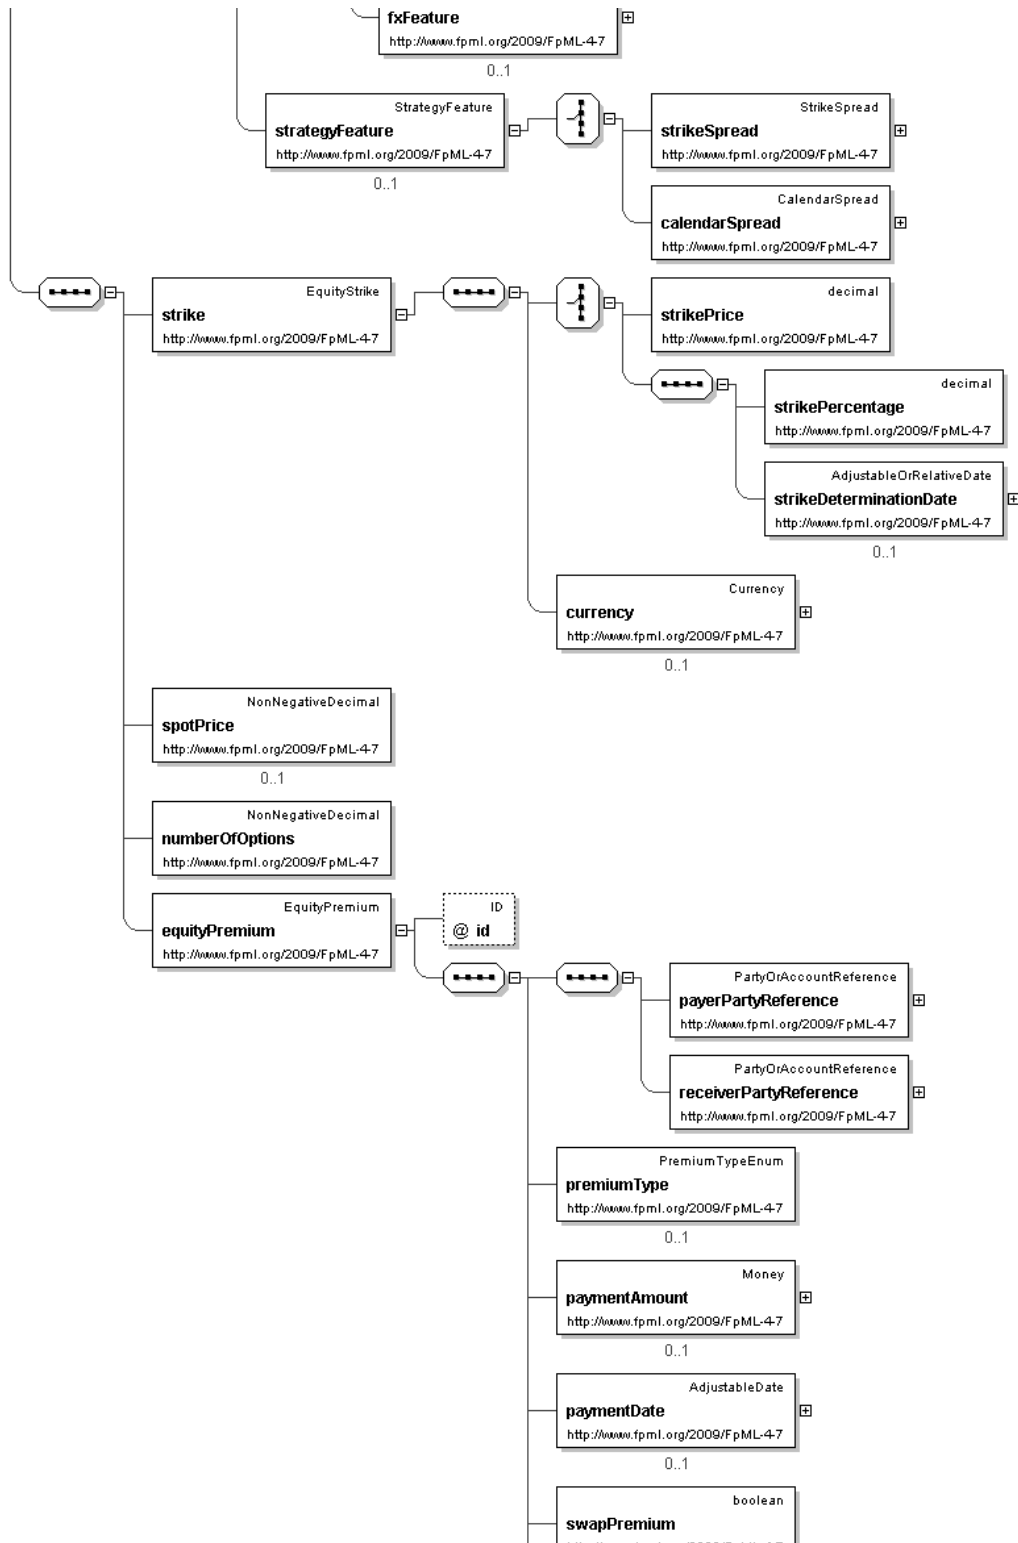 fxFeature
http://www.fpml.org/2009/FpML-4-7
0..1
StrategyFeature
strategyFeature
http://www.fpml.org/2009/FpML-4-7
0..1
StrikeSpread
strikeSpread
http://www.fpml.org/2009/FpML-4-7
CalendarSpread
calendarSpread
http://www.fpml.org/2009/FpML-4-7
EquityStrike
strike
http://www.fpml.org/2009/FpML-4-7
decimal
strikePrice
http://www.fpml.org/2009/FpML-4-7
decimal
strikePercentage
http://www.fpml.org/2009/FpML-4-7
AdjustableOrRelativeDate
strikeDeterminationDate
http://www.fpml.org/2009/FpML-4-7
0..1
Currency
currency
http://www.fpml.org/2009/FpML-4-7
0..1
NonNegativeDecimal
spotPrice
http://www.fpml.org/2009/FpML-4-7
0..1
NonNegativeDecimal
numberOfOptions
http://www.fpml.org/2009/FpML-4-7
EquityPremium
equityPremium
http://www.fpml.org/2009/FpML-4-7
ID
@ id
PartyOrAccountReference
payerPartyReference
http://www.fpml.org/2009/FpML-4-7
PartyOrAccountReference
receiverPartyReference
http://www.fpml.org/2009/FpML-4-7
PremiumTypeEnum
premiumType
http://www.fpml.org/2009/FpML-4-7
0..1
Money
paymentAmount
http://www.fpml.org/2009/FpML-4-7
0..1
AdjustableDate
paymentDate
http://www.fpml.org/2009/FpML-4-7
0..1
boolean
swapPremium